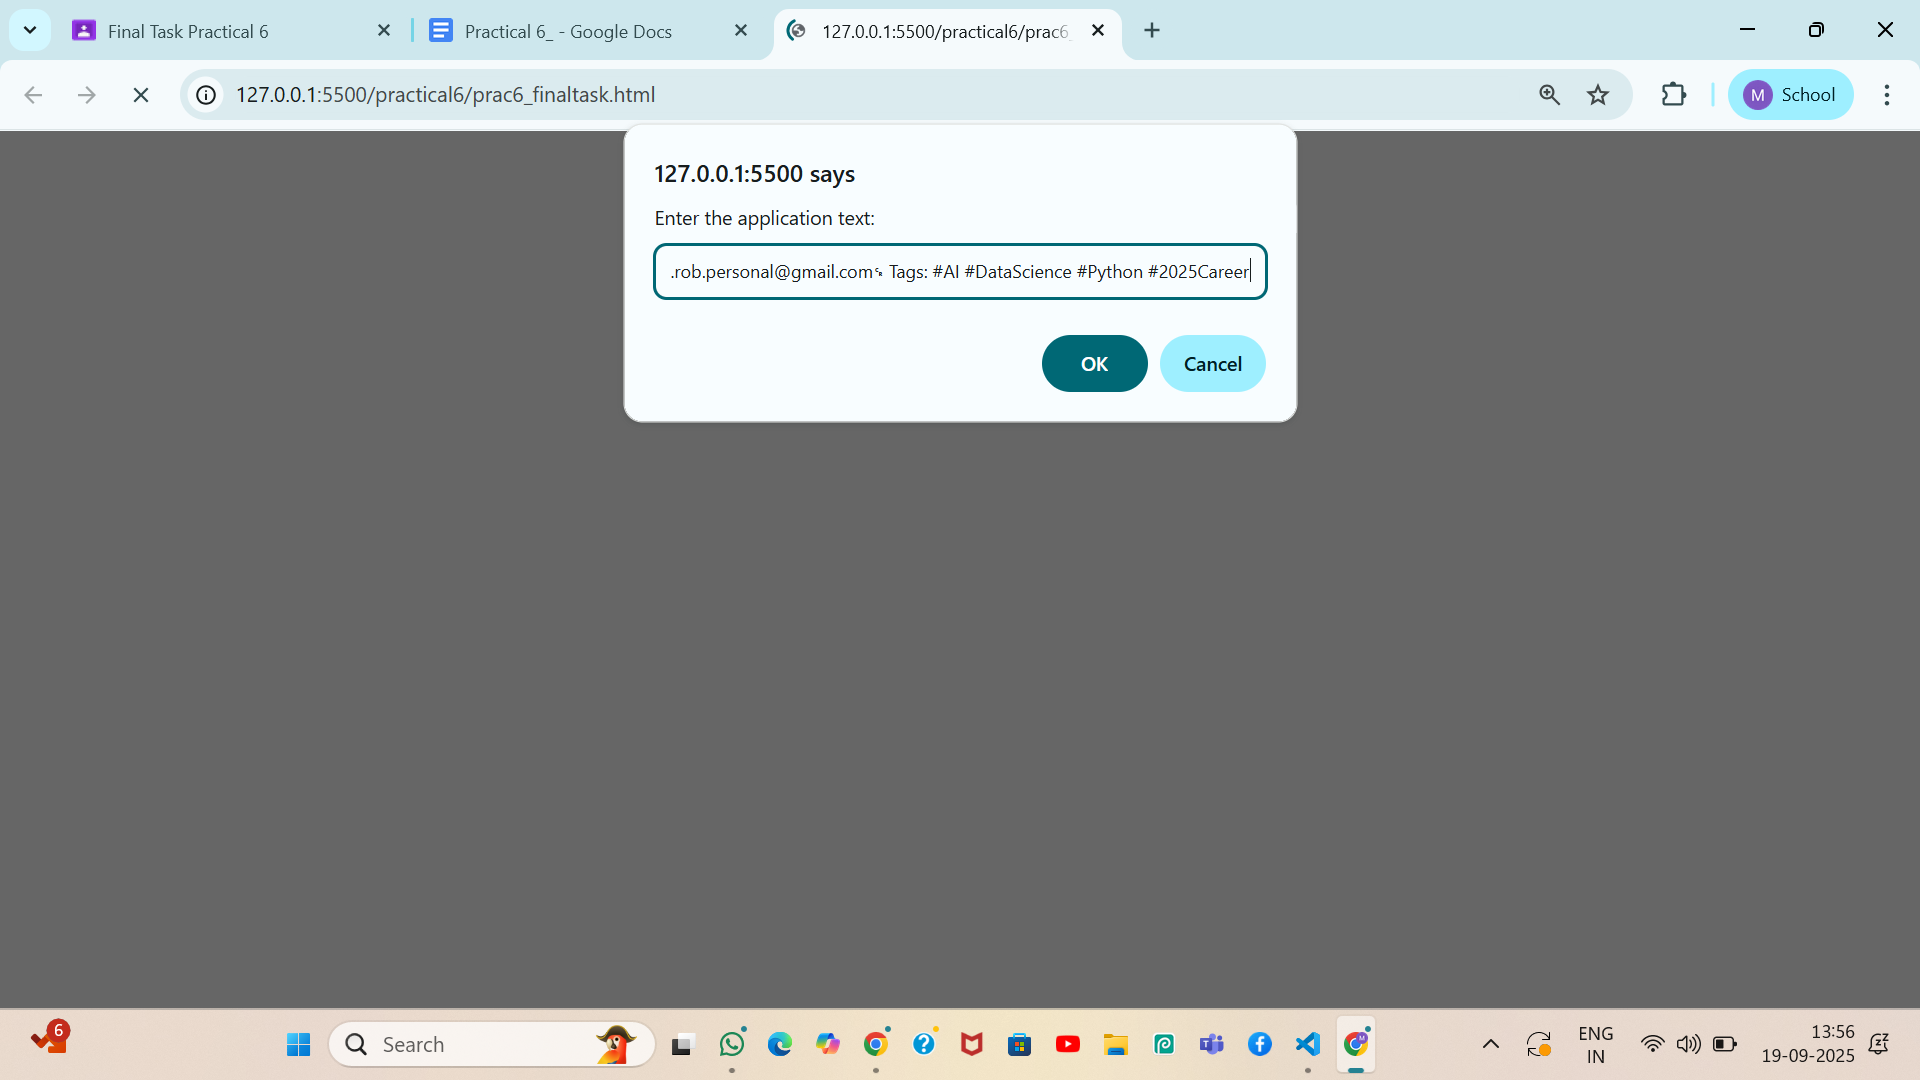 Final Task Practical 6
Practical 6_ - Google Docs
127.0.0.1:5500/practical6/prac6_
127.0.0.1:5500/practical6/prac6_finaltask.html
M School
127.0.0.1:5500 says
Enter the application text:
.rob.personal@gmail.com Tags: #AI #DataScience #Python #2025Career
OK
Cancel
6
Search
ENG
IN
13:56
19-09-2025